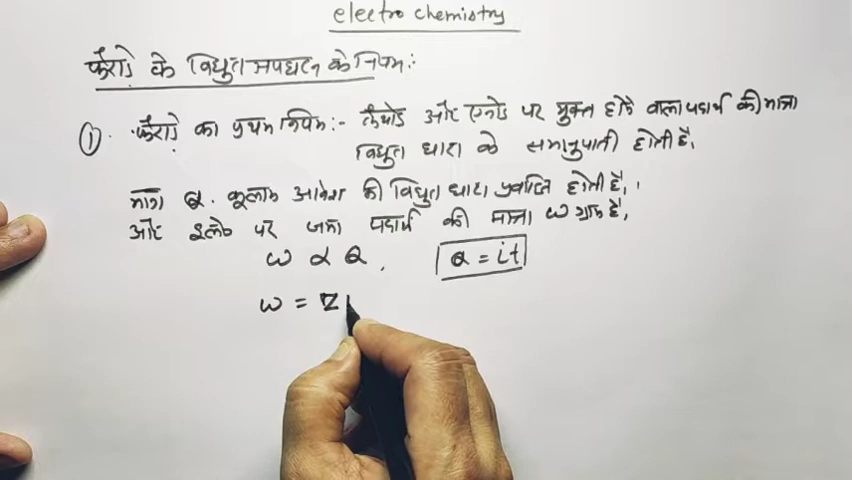 electro chemistry
फैराडे के विद्युत अपघटन के नियम:-
① फैराडे का प्रथम नियम:- कैथोड और एनोड पर मुक्त होने वाला पदार्थ की मात्रा
विद्युत धारा के समानुपाती होती है,
माना Q. कूलाम आवेश की विद्युत धारा प्रवाहित होती है,
और इलेo पर जमा पदार्थ की मात्रा W ग्राम है,
W α Q, Q = it
W = Z